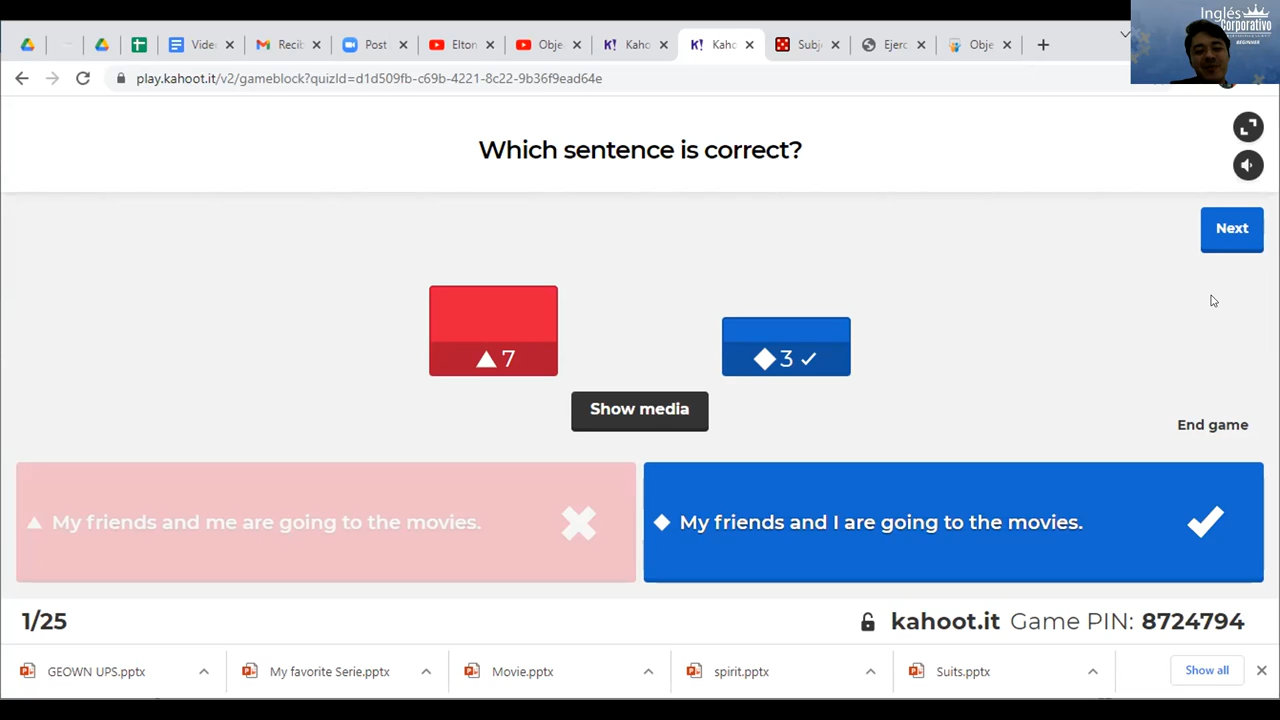 Inglés
Corporativo
BEGINNER
Vide
Recib
Post
Elton
Kaho
Kaho
Subj
Ejerc
Obje
play.kahoot.it/v2/gameblock?quizId=d1d509fb-c69b-4221-8c22-9b36f9ead64e
Which sentence is correct?
Next
7
3
Show media
End game
My friends and me are going to the movies.
My friends and I are going to the movies.
1/25
kahoot.it Game PIN: 8724794
GEOWN UPS.pptx
My favorite Serie.pptx
Movie.pptx
spirit.pptx
Suits.pptx
Show all